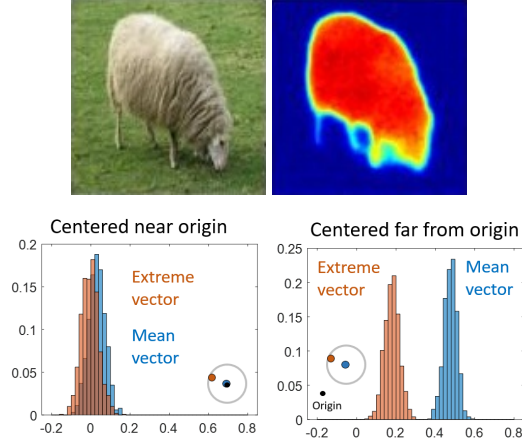 Centered near origin
0.2
0.15
0.1
0.05
0
-0.2
0
0.2
0.4
0.6
0.8
Extreme
vector
Mean
vector
Centered far from origin
0.25
0.2
0.15
0.1
0.05
0
-0.2
0
0.2
0.4
0.6
0.8
Extreme
vector
Mean
vector
Origin